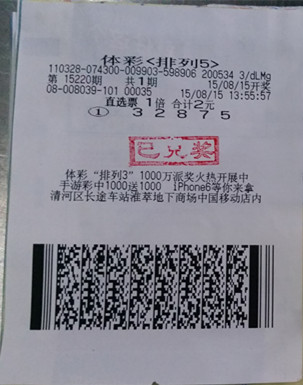 体彩<排列5>
110328-074300-009903-598906 200534 3/dLMg
第 15220期 共1期 15/08/15开奖
08-008039-101 00035 15/08/15 13:55:57
直选票 1倍 合计2元
① 3 2 8 7 5
已兑奖
体彩“排列3”1000万派奖火热开展中
手游彩中1000送1000 iPhone6等你来拿
清河区长途车站淮萃地下商场中国移动店内